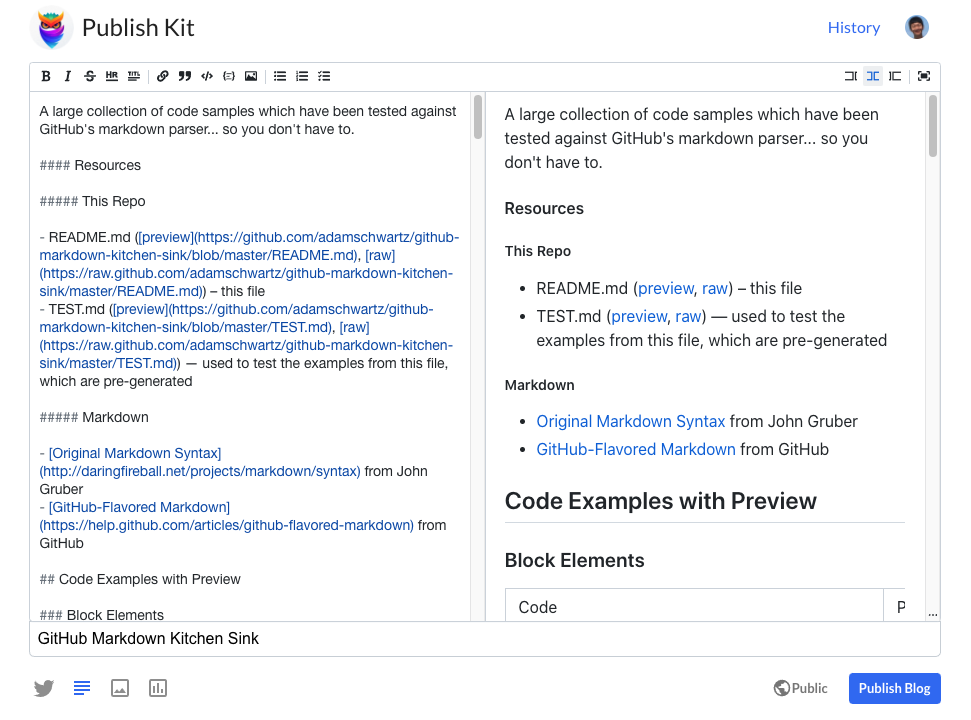 Publish Kit
History
B I S HR TITL
A large collection of code samples which have been tested against
GitHub's markdown parser... so you don't have to.
#### Resources
##### This Repo
- README.md ([preview](https://github.com/adamschwartz/github-
markdown-kitchen-sink/blob/master/README.md), [raw]
(https://raw.github.com/adamschwartz/github-markdown-kitchen-
sink/master/README.md)) – this file
- TEST.md ([preview](https://github.com/adamschwartz/github-
markdown-kitchen-sink/blob/master/TEST.md), [raw]
(https://raw.github.com/adamschwartz/github-markdown-kitchen-
sink/master/TEST.md)) — used to test the examples from this file,
which are pre-generated
##### Markdown
- [Original Markdown Syntax]
(http://daringfireball.net/projects/markdown/syntax) from John
Gruber
- [GitHub-Flavored Markdown]
(https://help.github.com/articles/github-flavored-markdown) from
GitHub
## Code Examples with Preview
### Block Elements
A large collection of code samples which have been
tested against GitHub's markdown parser... so you
don't have to.
Resources
This Repo
• README.md (preview, raw) – this file
• TEST.md (preview, raw) — used to test the
examples from this file, which are pre-generated
Markdown
• Original Markdown Syntax from John Gruber
• GitHub-Flavored Markdown from GitHub
Code Examples with Preview
Block Elements
Code P
...
GitHub Markdown Kitchen Sink
Public
Publish Blog